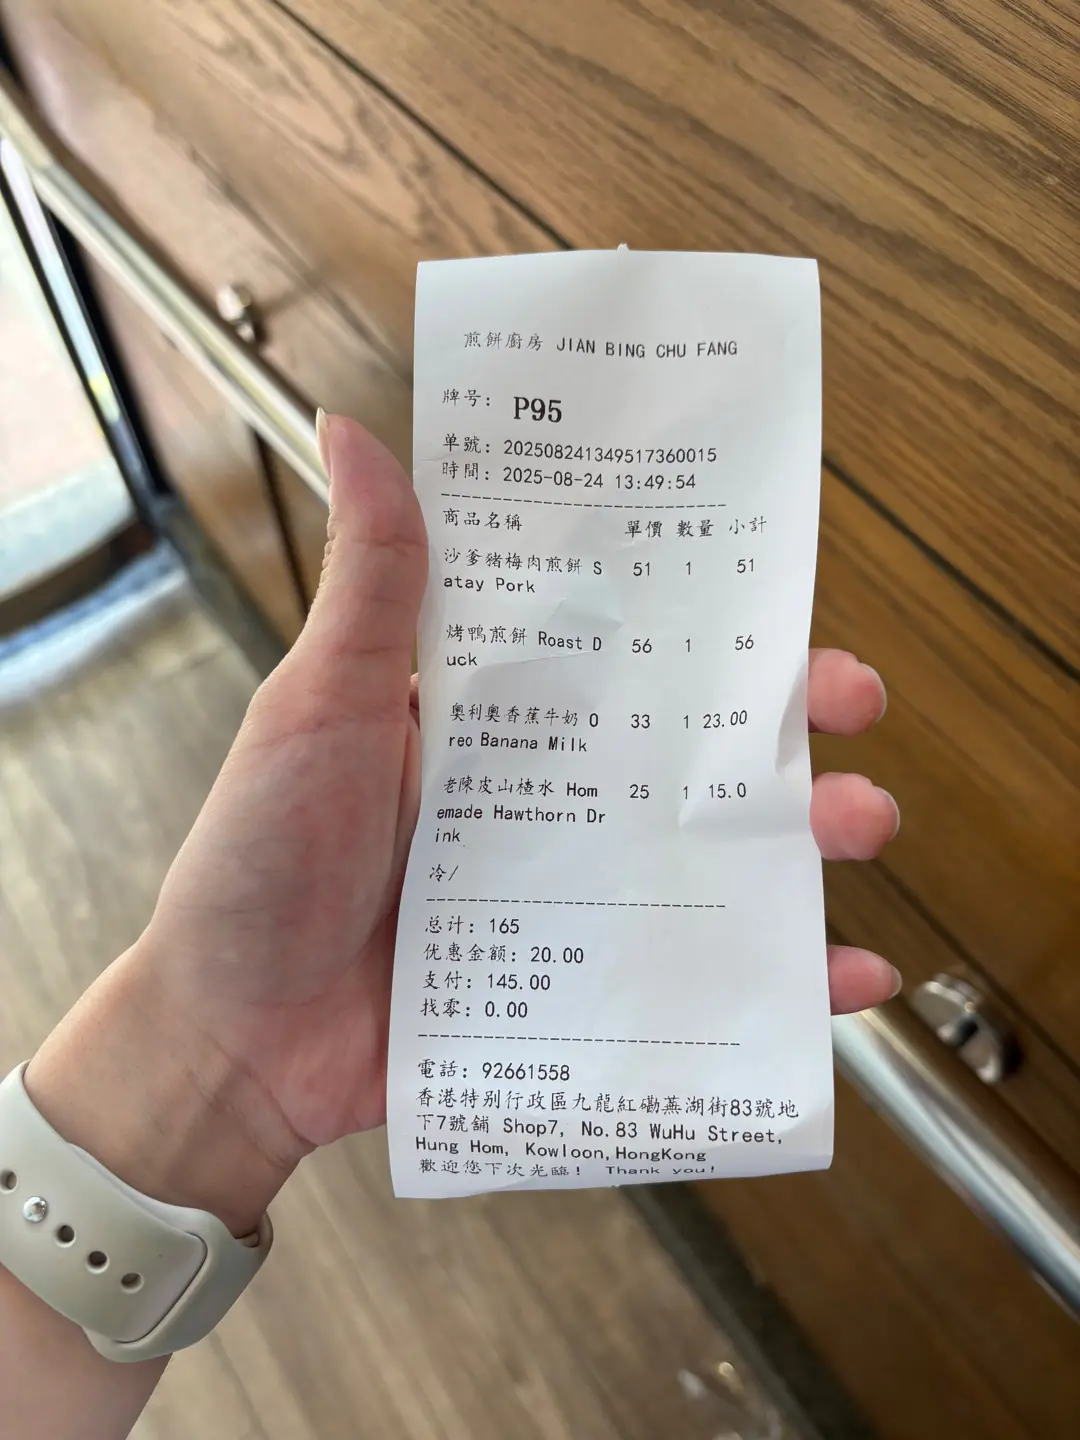 煎餅廚房 JIAN BING CHU FANG
牌号: P95
单號: 202508241349517360015
時間: 2025-08-24 13:49:54
商品名稱 單價 數量 小計
沙爹豬梅肉煎餅 S 51 1 51
atay Pork
烤鴨煎餅 Roast D 56 1 56
uck
奧利奧香蕉牛奶 O 33 1 23.00
reo Banana Milk
老陳皮山楂水 Hom 25 1 15.0
emade Hawthorn Dr
ink
冷/
总计: 165
优惠金额: 20.00
支付: 145.00
找零: 0.00
電話: 92661558
香港特別行政區九龍紅磡蕪湖街83號地
下7號舖 Shop7, No.83 WuHu Street,
Hung Hom, Kowloon,HongKong
歡迎您下次光臨! Thank you!